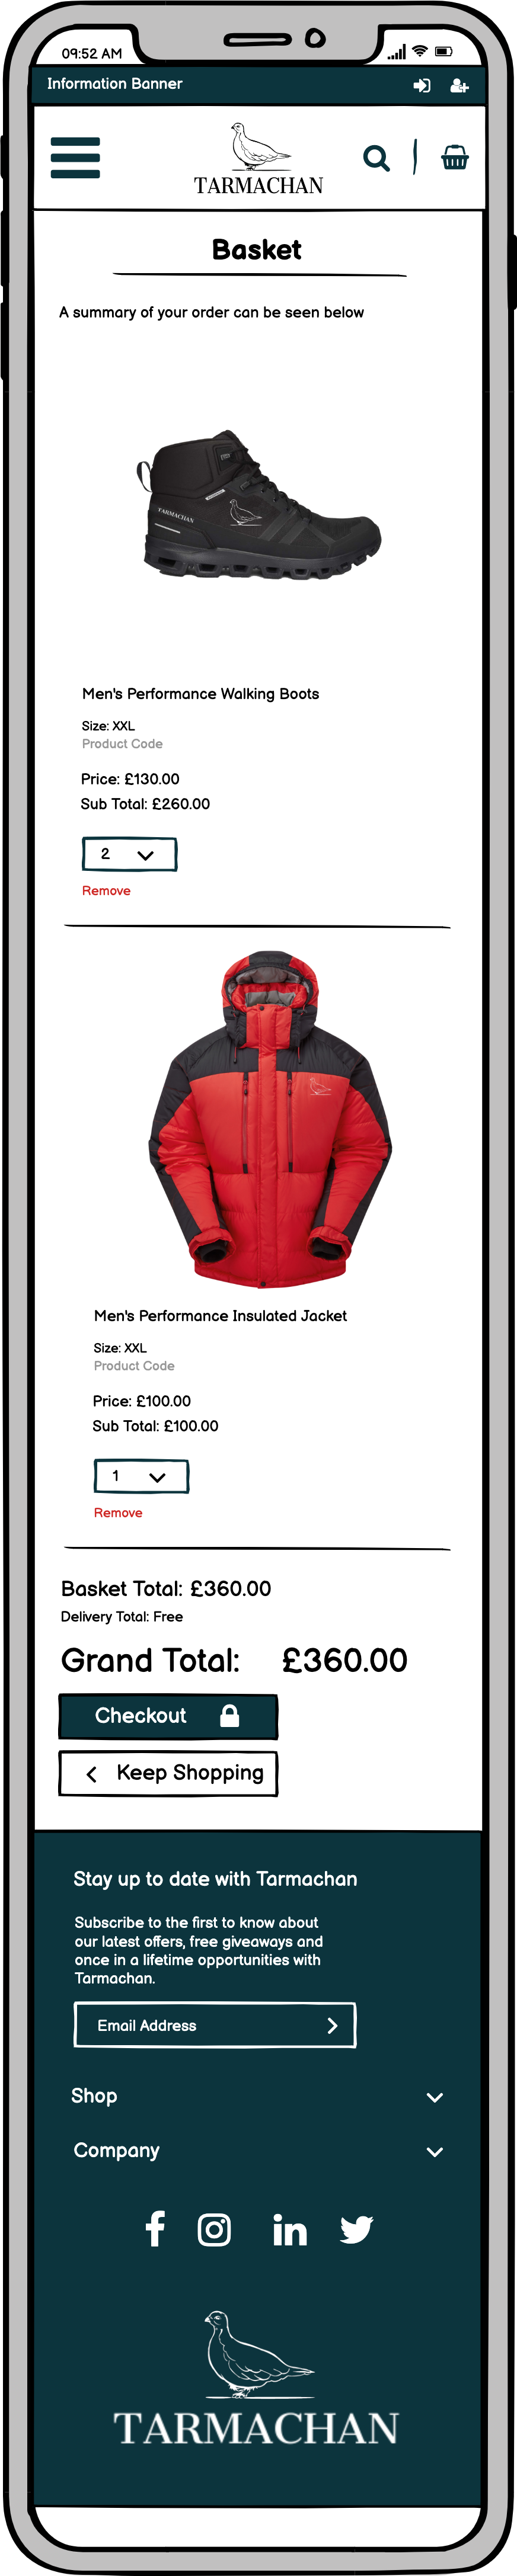 09:52 AM
Information Banner
TARMACHAN
Basket
A summary of your order can be seen below
TARMACHAN
Men's Performance Walking Boots
Size: XXL
Product Code
Price: £130.00
Sub Total: £260.00
2
Remove
Men's Performance Insulated Jacket
Size: XXL
Product Code
Price: £100.00
Sub Total: £100.00
1
Remove
Basket Total: £360.00
Delivery Total: Free
Grand Total: £360.00
Checkout
Keep Shopping
Stay up to date with Tarmachan
Subscribe to the first to know about
our latest offers, free giveaways and
once in a lifetime opportunities with
Tarmachan.
Email Address
Shop
Company
TARMACHAN